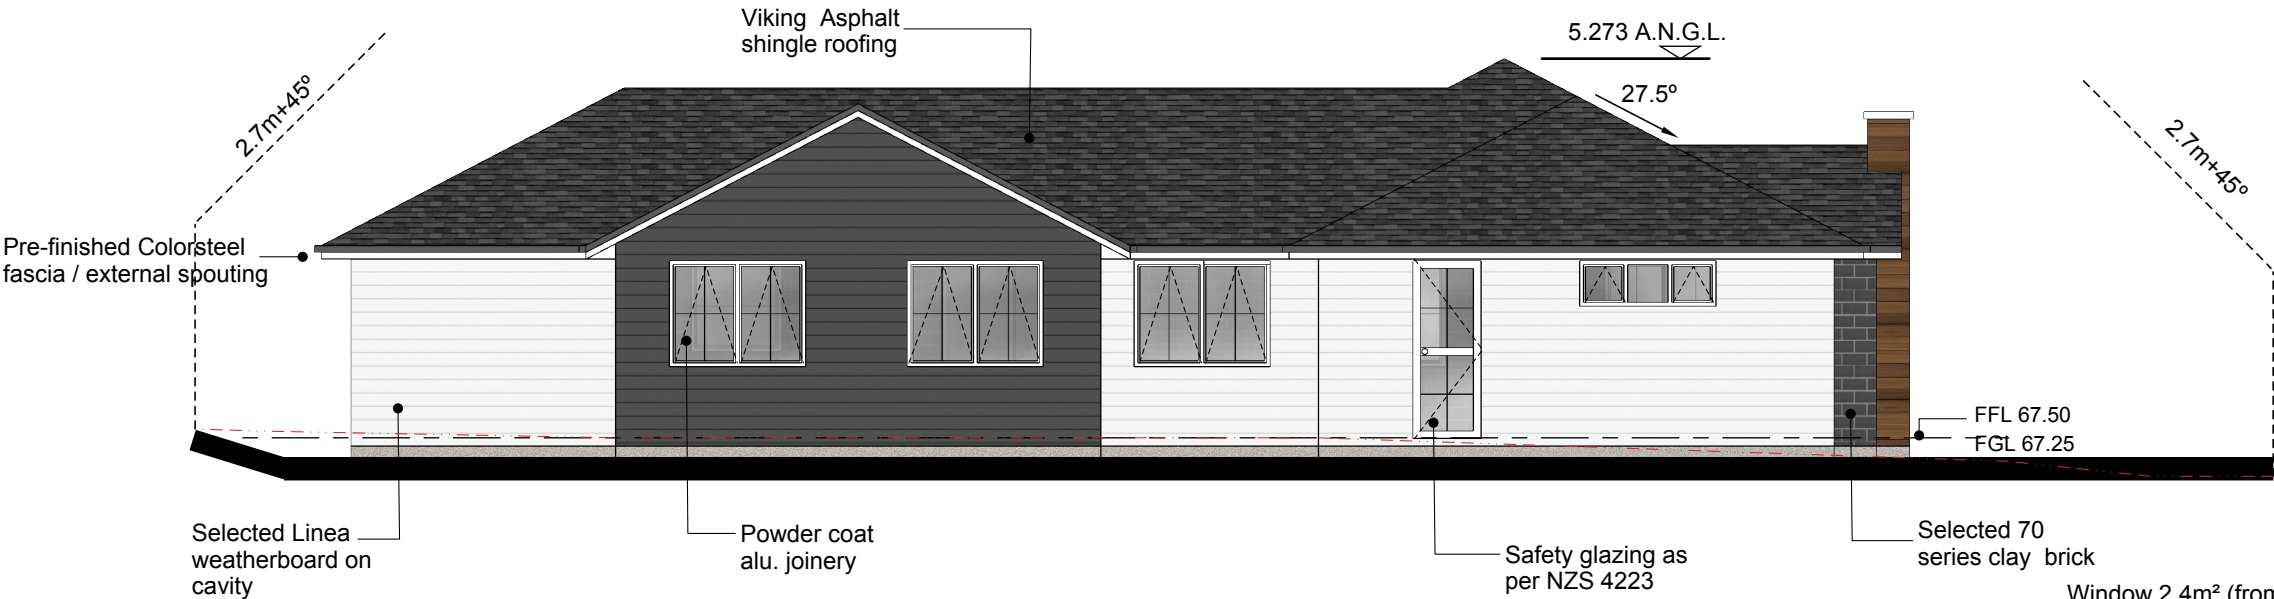 Viking Asphalt
shingle roofing
5.273 A.N.G.L.
27.5º
2.7m+45º
2.7m+45º
Pre-finished Colorsteel
fascia / external spouting
FFL 67.50
FGL 67.25
Selected Linea
weatherboard on
cavity
Powder coat
alu. joinery
Safety glazing as
per NZS 4223
Selected 70
series clay brick
Window 2.4m² (fron